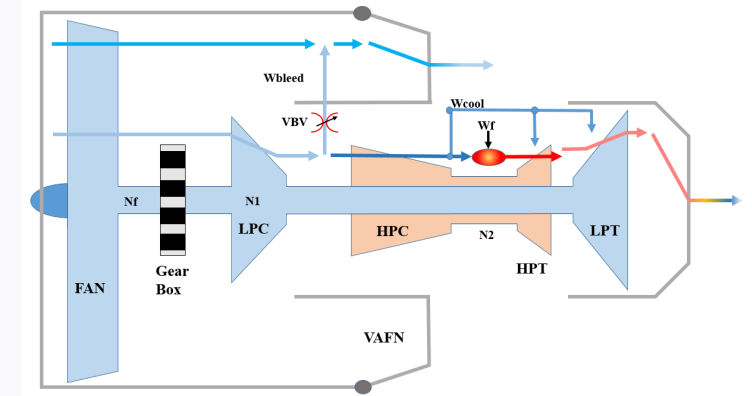 Wbleed
Wcool
VBV
Wf
Nf
N1
LPC
HPC
N2
LPT
HPT
Gear
Box
FAN
VAFN